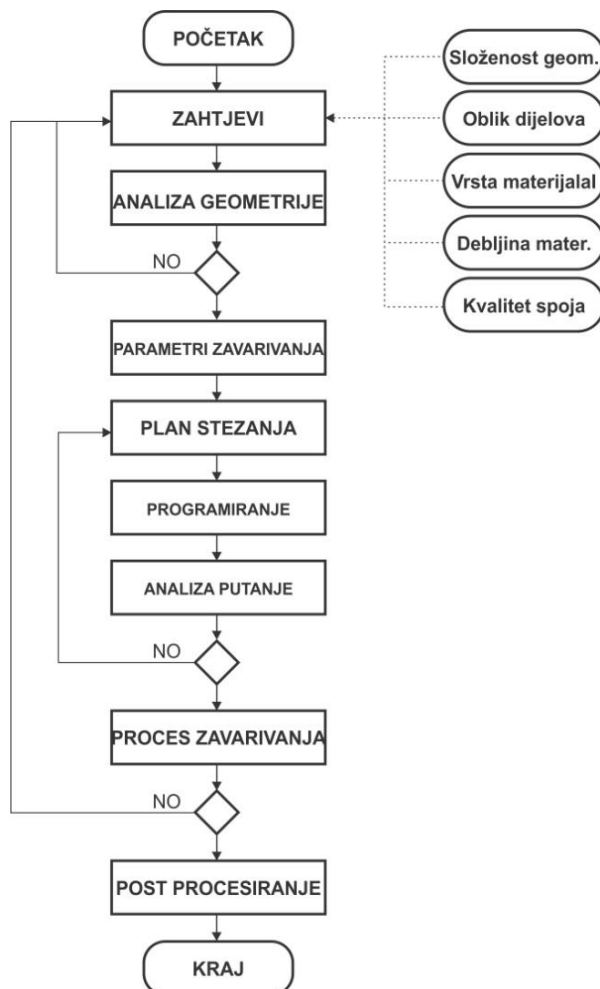 POČETAK
ZAHTJEVI
ANALIZA GEOMETRIJE
NO
PARAMETRI ZAVARIVANJA
PLAN STEZANJA
PROGRAMIRANJE
ANALIZA PUTANJE
NO
PROCES ZAVARIVANJA
NO
POST PROCESIRANJE
KRAJ
Složenost geom.
Oblik dijelova
Vrsta materijalal
Debljina mater.
Kvalitet spoja